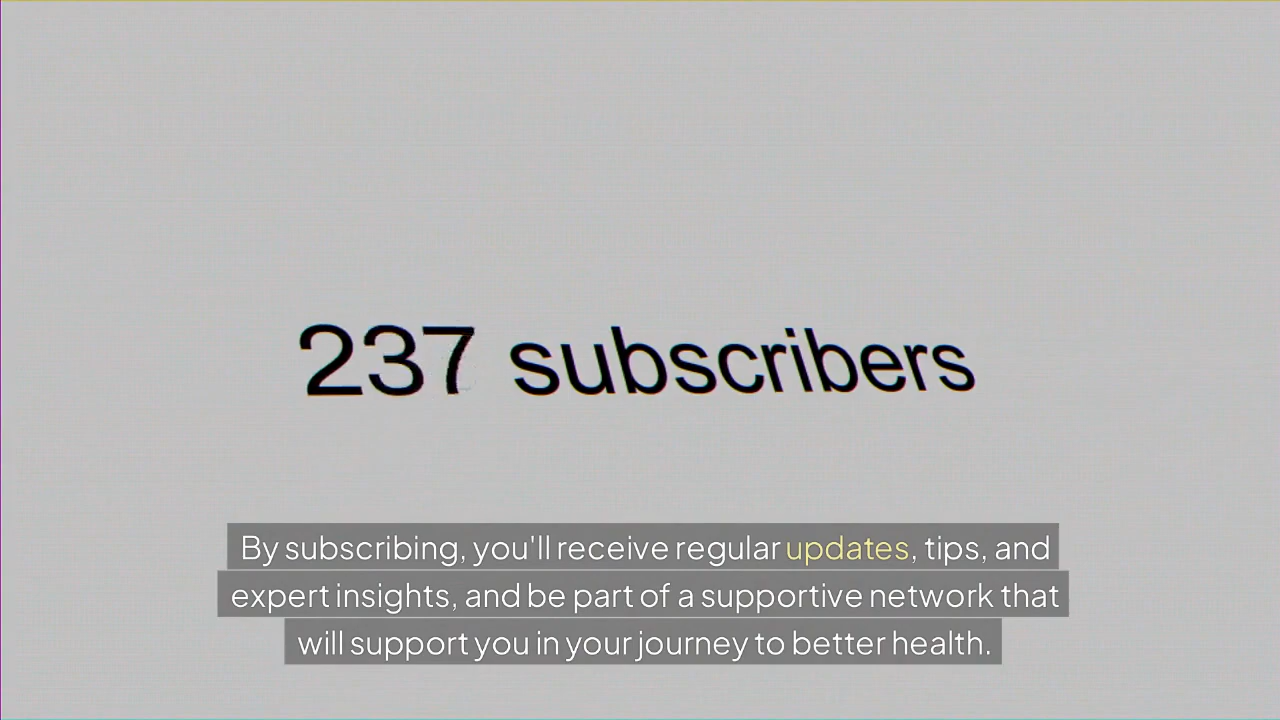 237 subscribers
By subscribing, you'll receive regular updates, tips, and
expert insights, and be part of a supportive network that
will support you in your journey to better health.